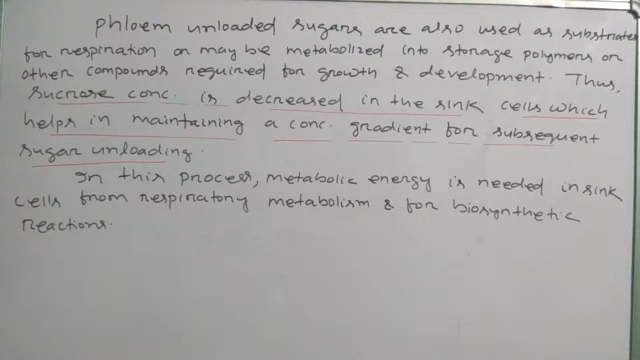 Phloem unloaded sugars are also used as substrates
for respiration or may be metabolized into storage polymers or
other compounds required for growth & development. Thus,
sucrose conc. is decreased in the sink cells which
helps in maintaining a conc. gradient for subsequent
sugar unloading.
In this process, metabolic energy is needed in sink
cells from respiratory metabolism & for biosynthetic
reactions.